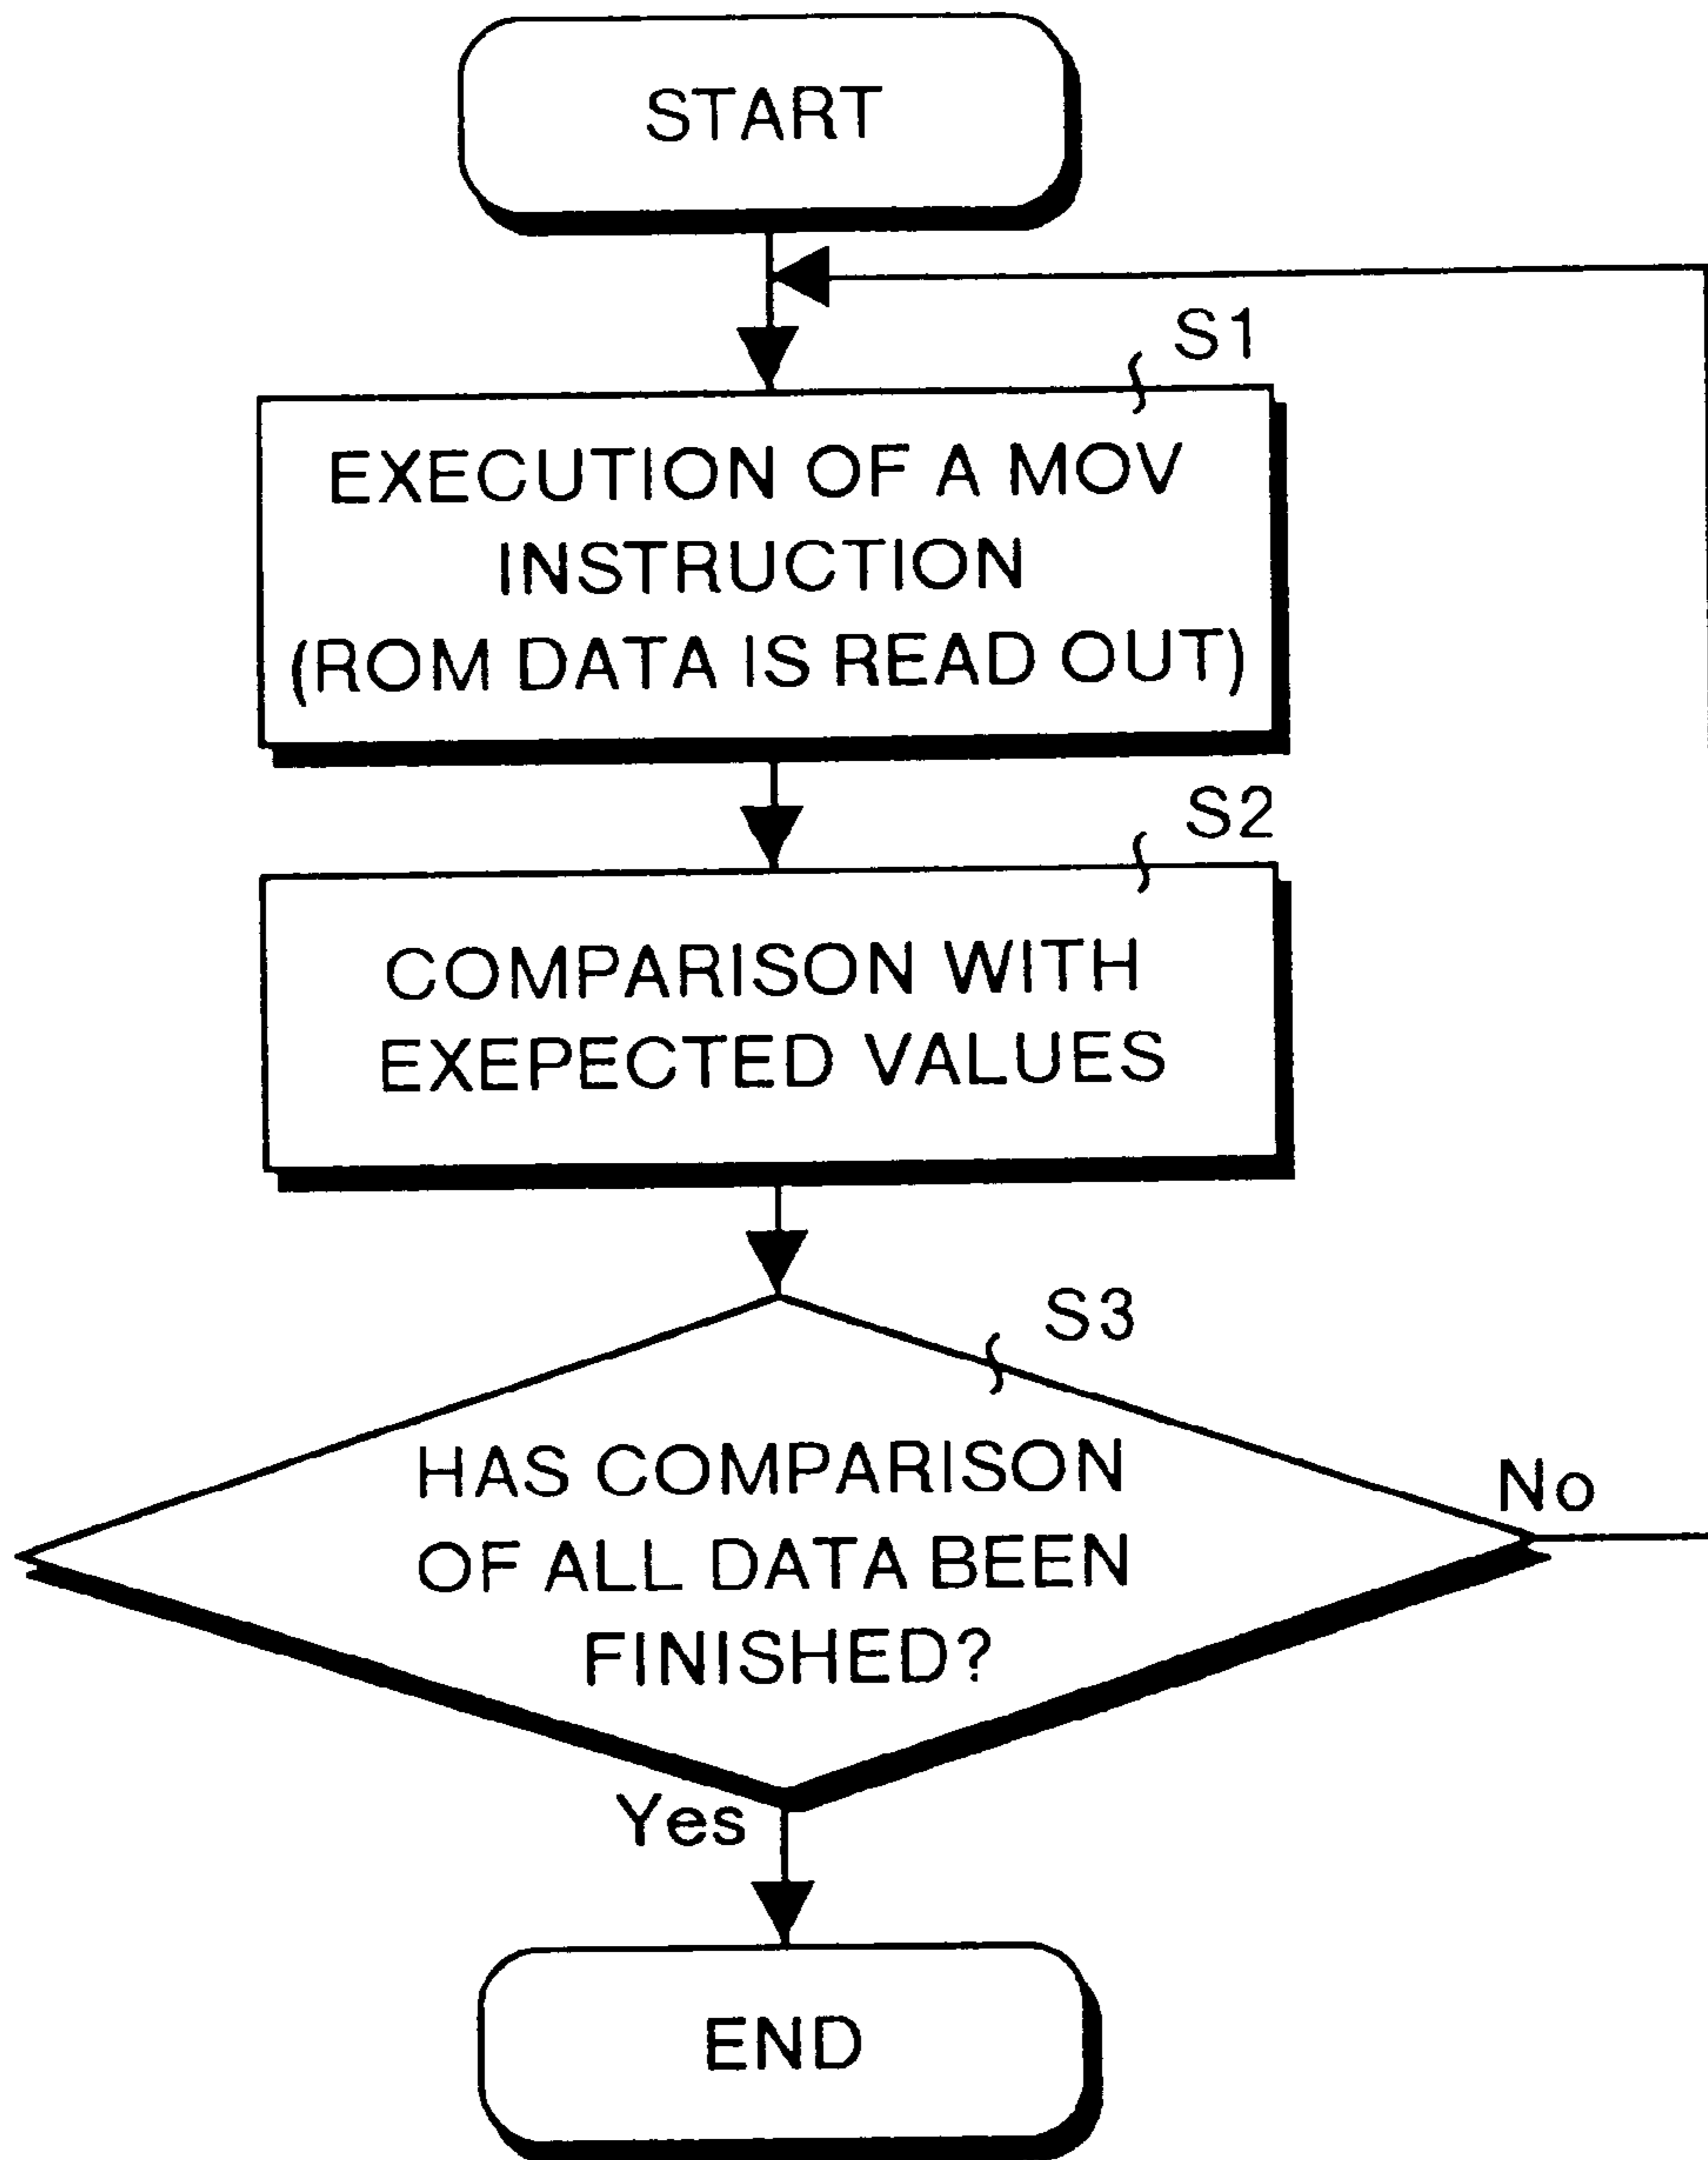 START
S1
EXECUTION OF A MOV
INSTRUCTION
(ROM DATA IS READ OUT)
S2
COMPARISON WITH
EXEPECTED VALUES
S3
HAS COMPARISON
OF ALL DATA BEEN
FINISHED?
No
Yes
END